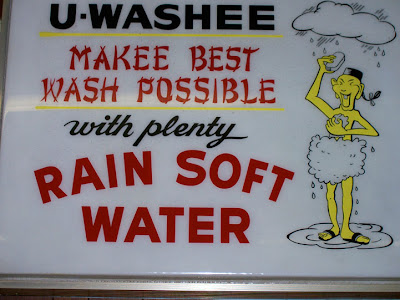 U-WASHEE
MAKEE BEST
WASH POSSIBLE
with plenty
RAIN SOFT
WATER